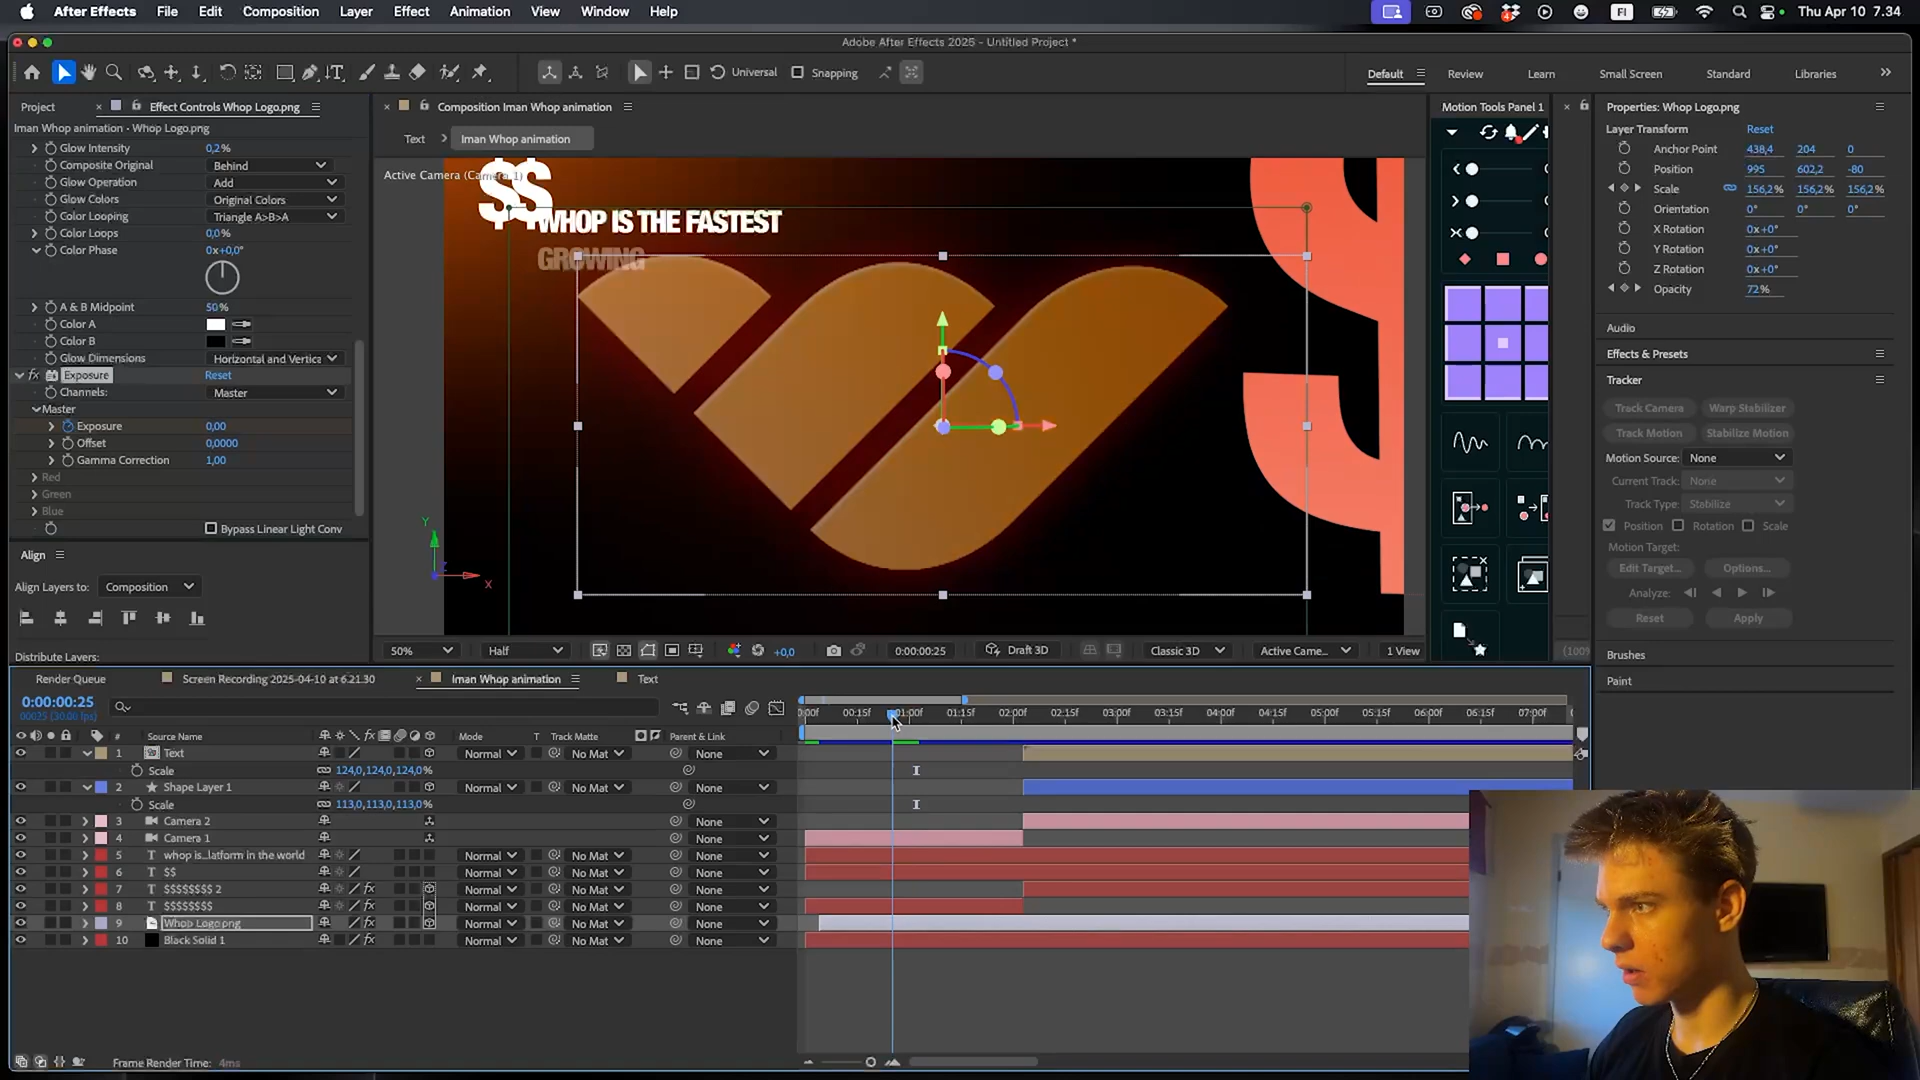 After Effects File Edit Composition Layer Effect Animation View Window Help FI Thu Apr 10 7.34
Adobe After Effects 2025 - Untitled Project *
Universal Snapping Default Review Learn Small Screen Standard Libraries
Project Effect Controls Whop Logo.png
Iman Whop animation • Whop Logo.png
Glow Intensity 0,2%
Composite Original Behind
Glow Operation Add
Glow Colors Original Colors
Color Looping Triangle A>B>A
Color Loops 0,0%
Color Phase 0x+0,0°
A & B Midpoint 50%
Color A
Color B
Glow Dimensions Horizontal and Vertica
fx Exposure Reset
Channels: Master
Master
Exposure 0,00
Offset 0,0000
Gamma Correction 1,00
Red
Green
Blue
Bypass Linear Light Conv
Align
Align Layers to: Composition
Distribute Layers:
Composition Iman Whop animation
Text Iman Whop animation
Active Camera (Camera 1)
$$
WHOP IS THE FASTEST
GROWING
Y
X
50% Half +0,0 0:00:00:25 Draft 3D Classic 3D Active Came... 1 View (100%
Motion Tools Panel 1
Properties: Whop Logo.png
Layer Transform Reset
Anchor Point 438,4 204 0
Position 995 602,2 -80
Scale 156,2% 156,2% 156,2%
Orientation 0° 0° 0°
X Rotation 0x+0°
Y Rotation 0x+0°
Z Rotation 0x+0°
Opacity 72%
Audio
Effects & Presets
Tracker
Track Camera Warp Stabilizer
Track Motion Stabilize Motion
Motion Source: None
Current Track: None
Track Type: Stabilize
Position Rotation Scale
Motion Target:
Edit Target... Options...
Analyze:
Reset Apply
Brushes
Paint
Render Queue Screen Recording 2025-04-10 at 6.21.30 Iman Whop animation Text
0:00:00:25
00025 (30.00 fps)
0:00f 00:15f 01:00f 01:15f 02:00f 02:15f 03:00f 03:15f 04:00f 04:15f 05:00f 05:15f 06:00f 06:15f 07:00f
# Source Name fx Mode T Track Matte Parent & Link
1 Text Normal No Mat None
Scale 124,0,124,0,124,0%
2 Shape Layer 1 Normal No Mat None
Scale 113,0,113,0,113,0%
3 Camera 2 None
4 Camera 1 None
5 T whop is...latform in the world Normal No Mat None
6 T $$ Normal No Mat None
7 T $$$$$$$$ 2 fx Normal No Mat None
8 T $$$$$$$$ fx Normal No Mat None
9 Whop Logo.png fx Normal No Mat None
10 Black Solid 1 fx Normal No Mat None
Frame Render Time: 4ms